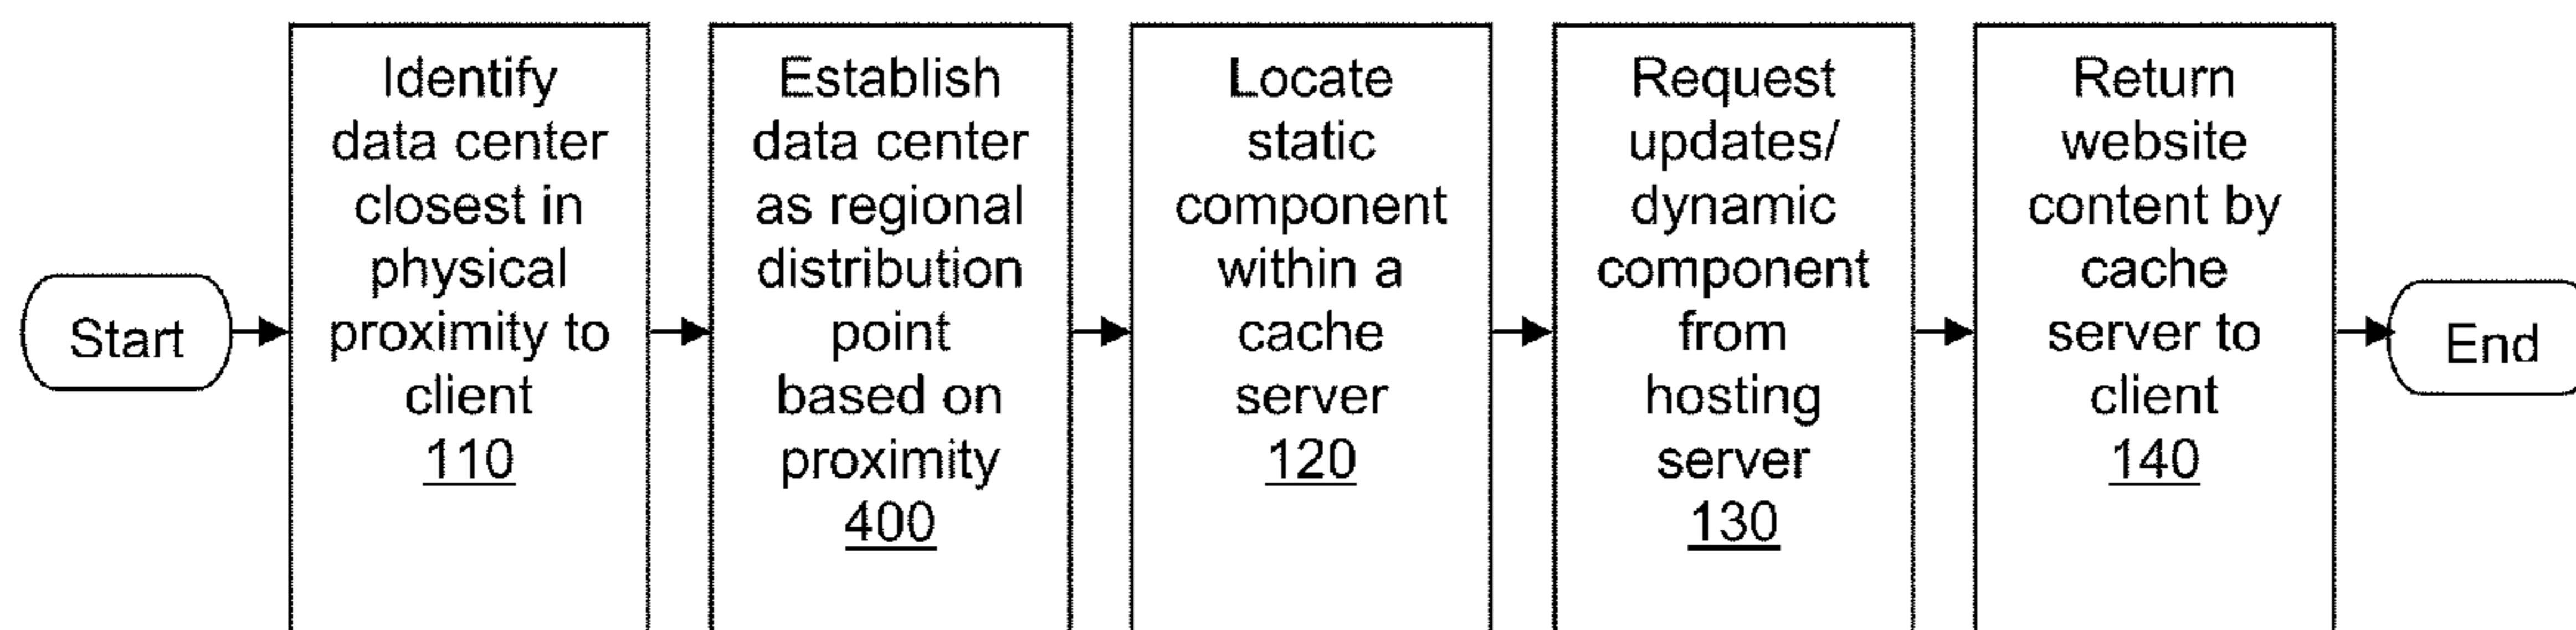 Start
Identify
data center
closest in
physical
proximity to
client
110
Establish
data center
as regional
distribution
point
based on
proximity
400
Locate
static
component
within a
cache
server
120
Request
updates/
dynamic
component
from
hosting
server
130
Return
website
content by
cache
server to
client
140
End